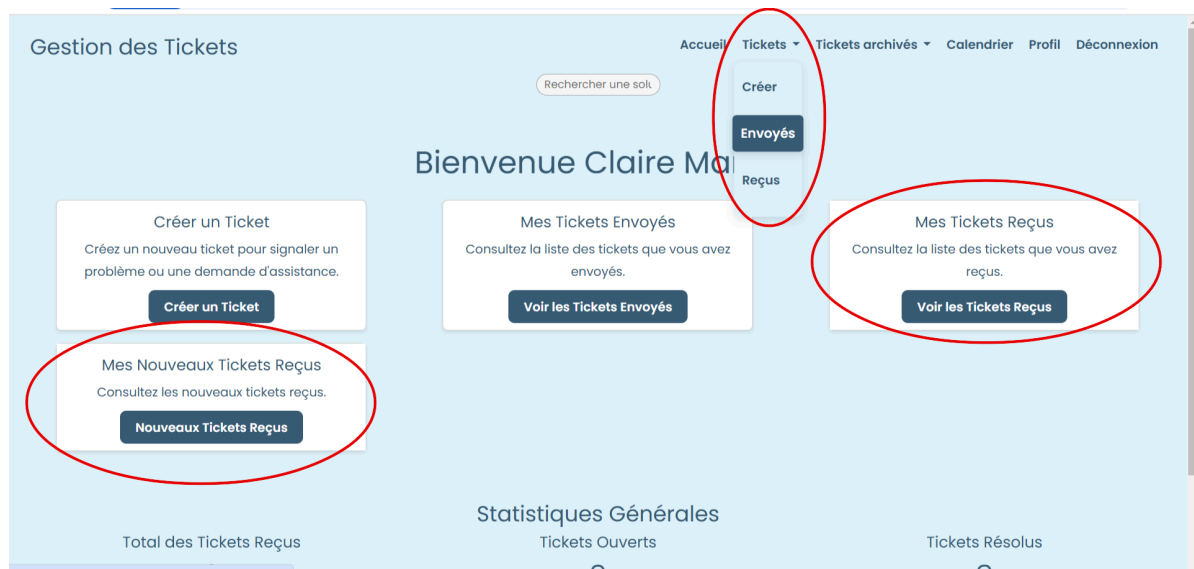 Gestion des Tickets
Accueil Tickets Tickets archivés Calendrier Profil Déconnexion
Rechercher une solu
Créer
Envoyés
Reçus
Bienvenue Claire
Créer un Ticket
Créez un nouveau ticket pour signaler un
problème ou une demande d'assistance.
Créer un Ticket
Mes Tickets Envoyés
Consultez la liste des tickets que vous avez
envoyés.
Voir les Tickets Envoyés
Mes Tickets Reçus
Consultez la liste des tickets que vous avez
reçus.
Voir les Tickets Reçus
Mes Nouveaux Tickets Reçus
Consultez les nouveaux tickets reçus.
Nouveaux Tickets Reçus
Statistiques Générales
Total des Tickets Reçus
Tickets Ouverts
Tickets Résolus